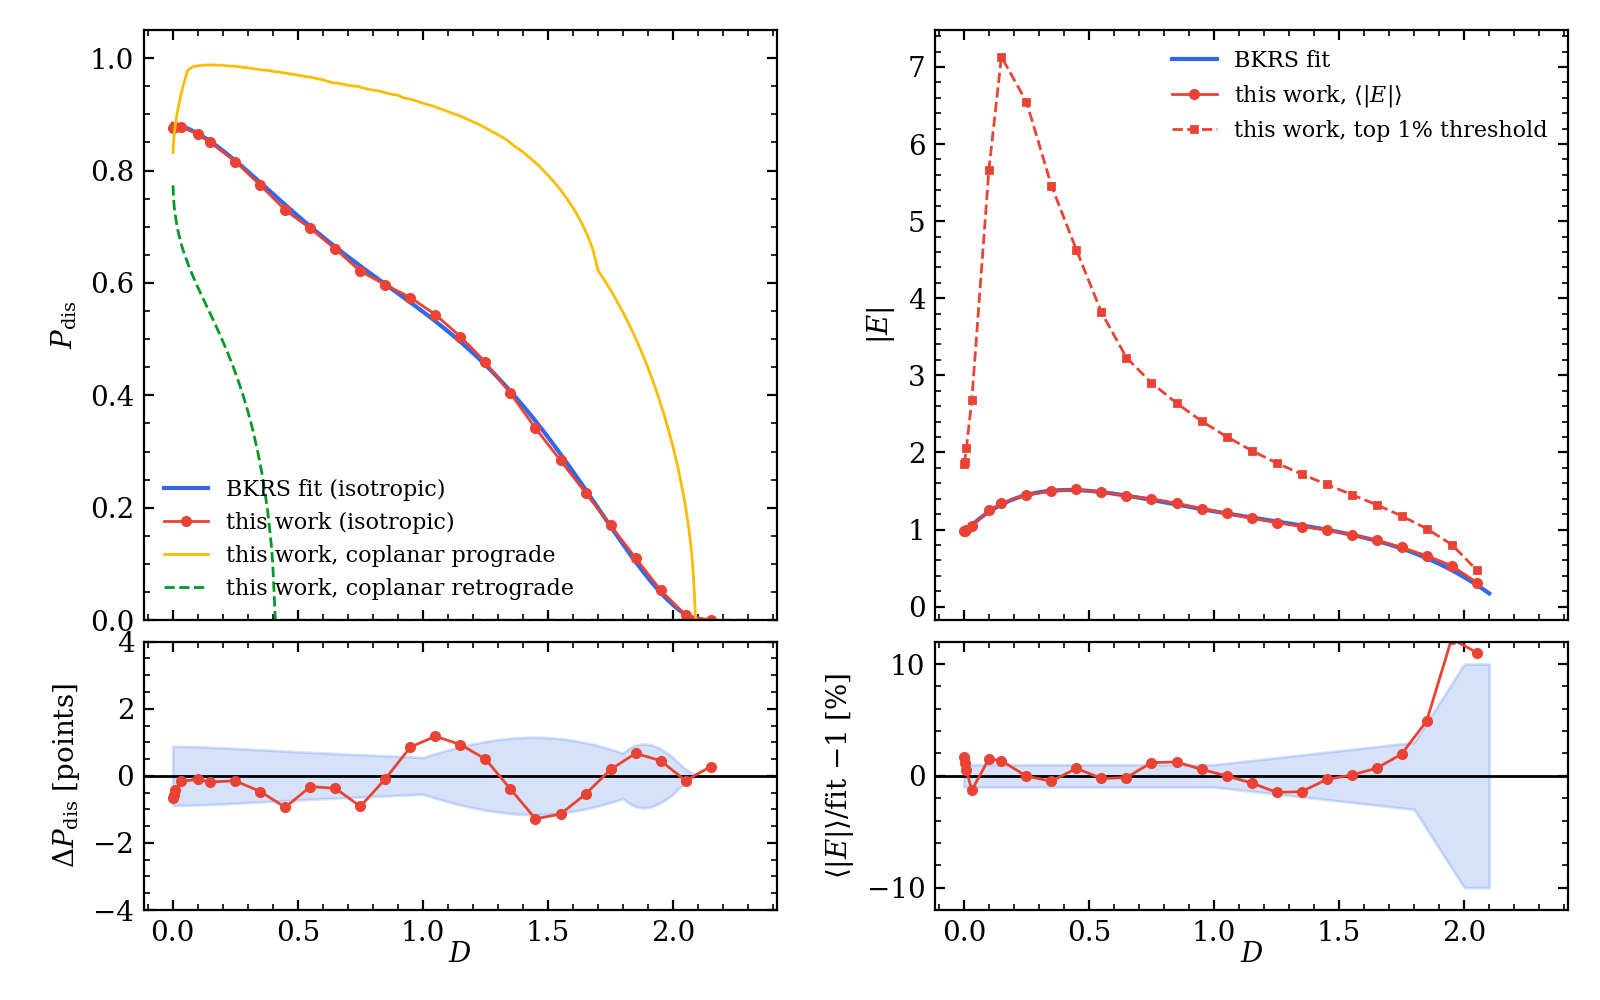 1.0
0.8
0.6
0.4
0.2
0.0
P_dis
BKRS fit (isotropic)
this work (isotropic)
this work, coplanar prograde
this work, coplanar retrograde
4
2
0
−2
−4
ΔP_dis [points]
0.0 0.5 1.0 1.5 2.0
D
7
6
5
4
3
2
1
0
|E|
BKRS fit
this work, ⟨|E|⟩
this work, top 1% threshold
10
0
−10
⟨|E|⟩/fit −1 [%]
0.0 0.5 1.0 1.5 2.0
D